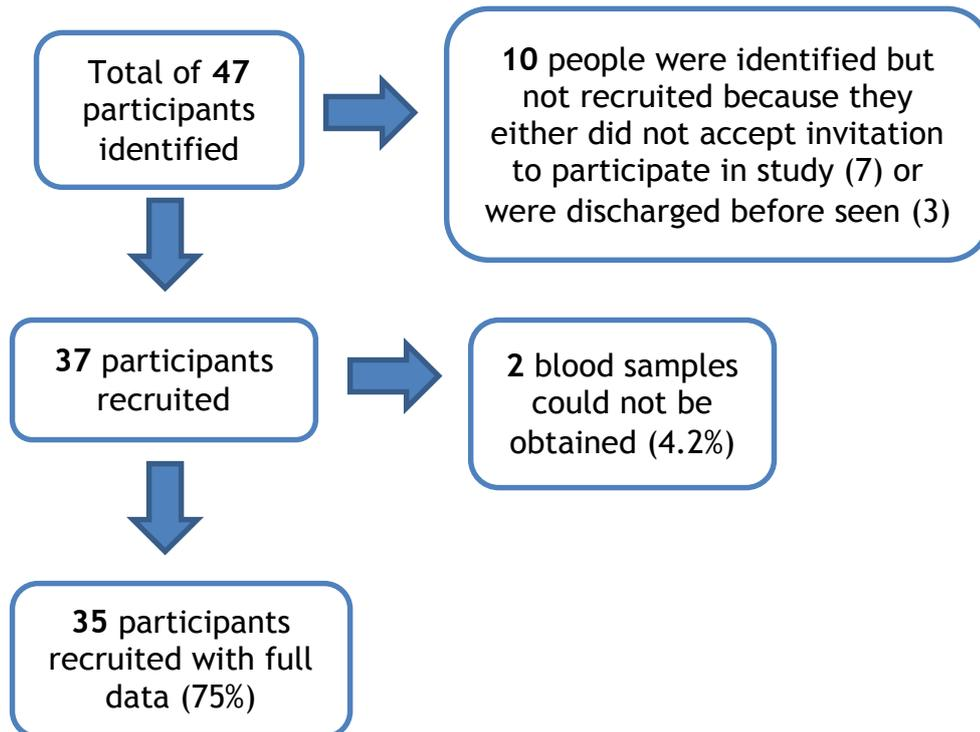 Total of 47
participants
identified
10 people were identified but
not recruited because they
either did not accept invitation
to participate in study (7) or
were discharged before seen (3)
37 participants
recruited
2 blood samples
could not be
obtained (4.2%)
35 participants
recruited with full
data (75%)